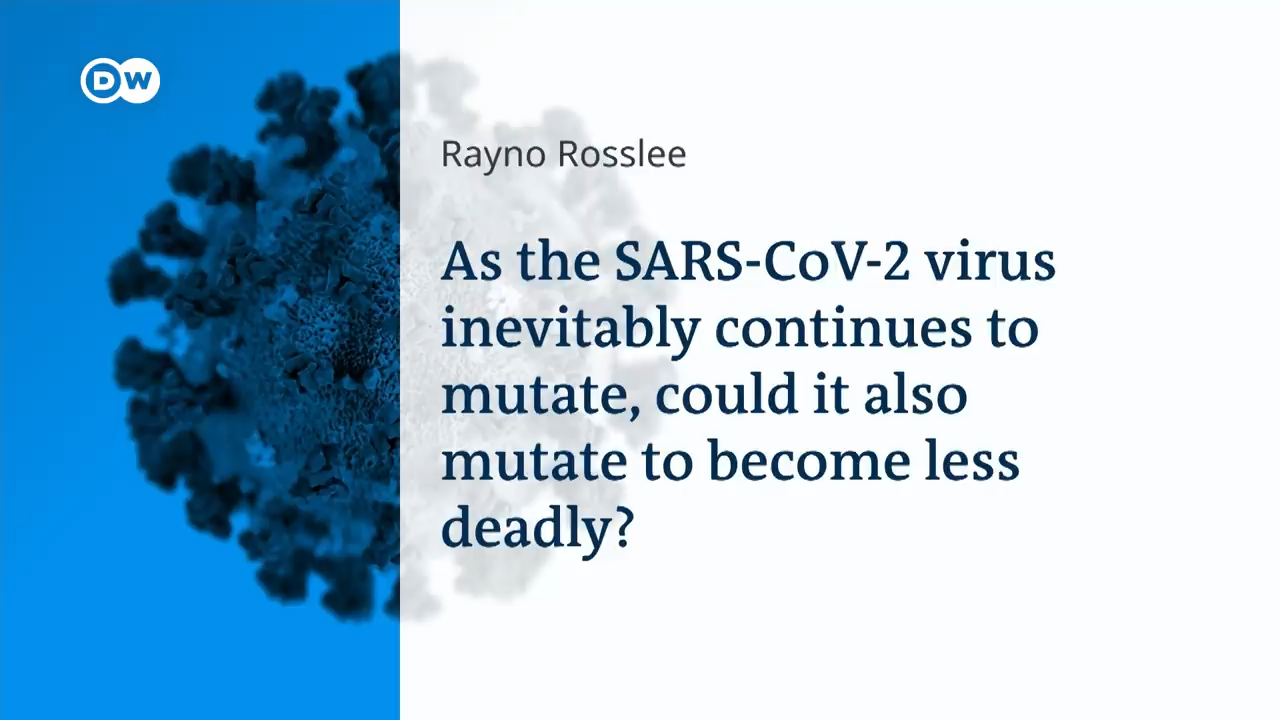 DW
Rayno Rosslee
As the SARS-CoV-2 virus
inevitably continues to
mutate, could it also
mutate to become less
deadly?